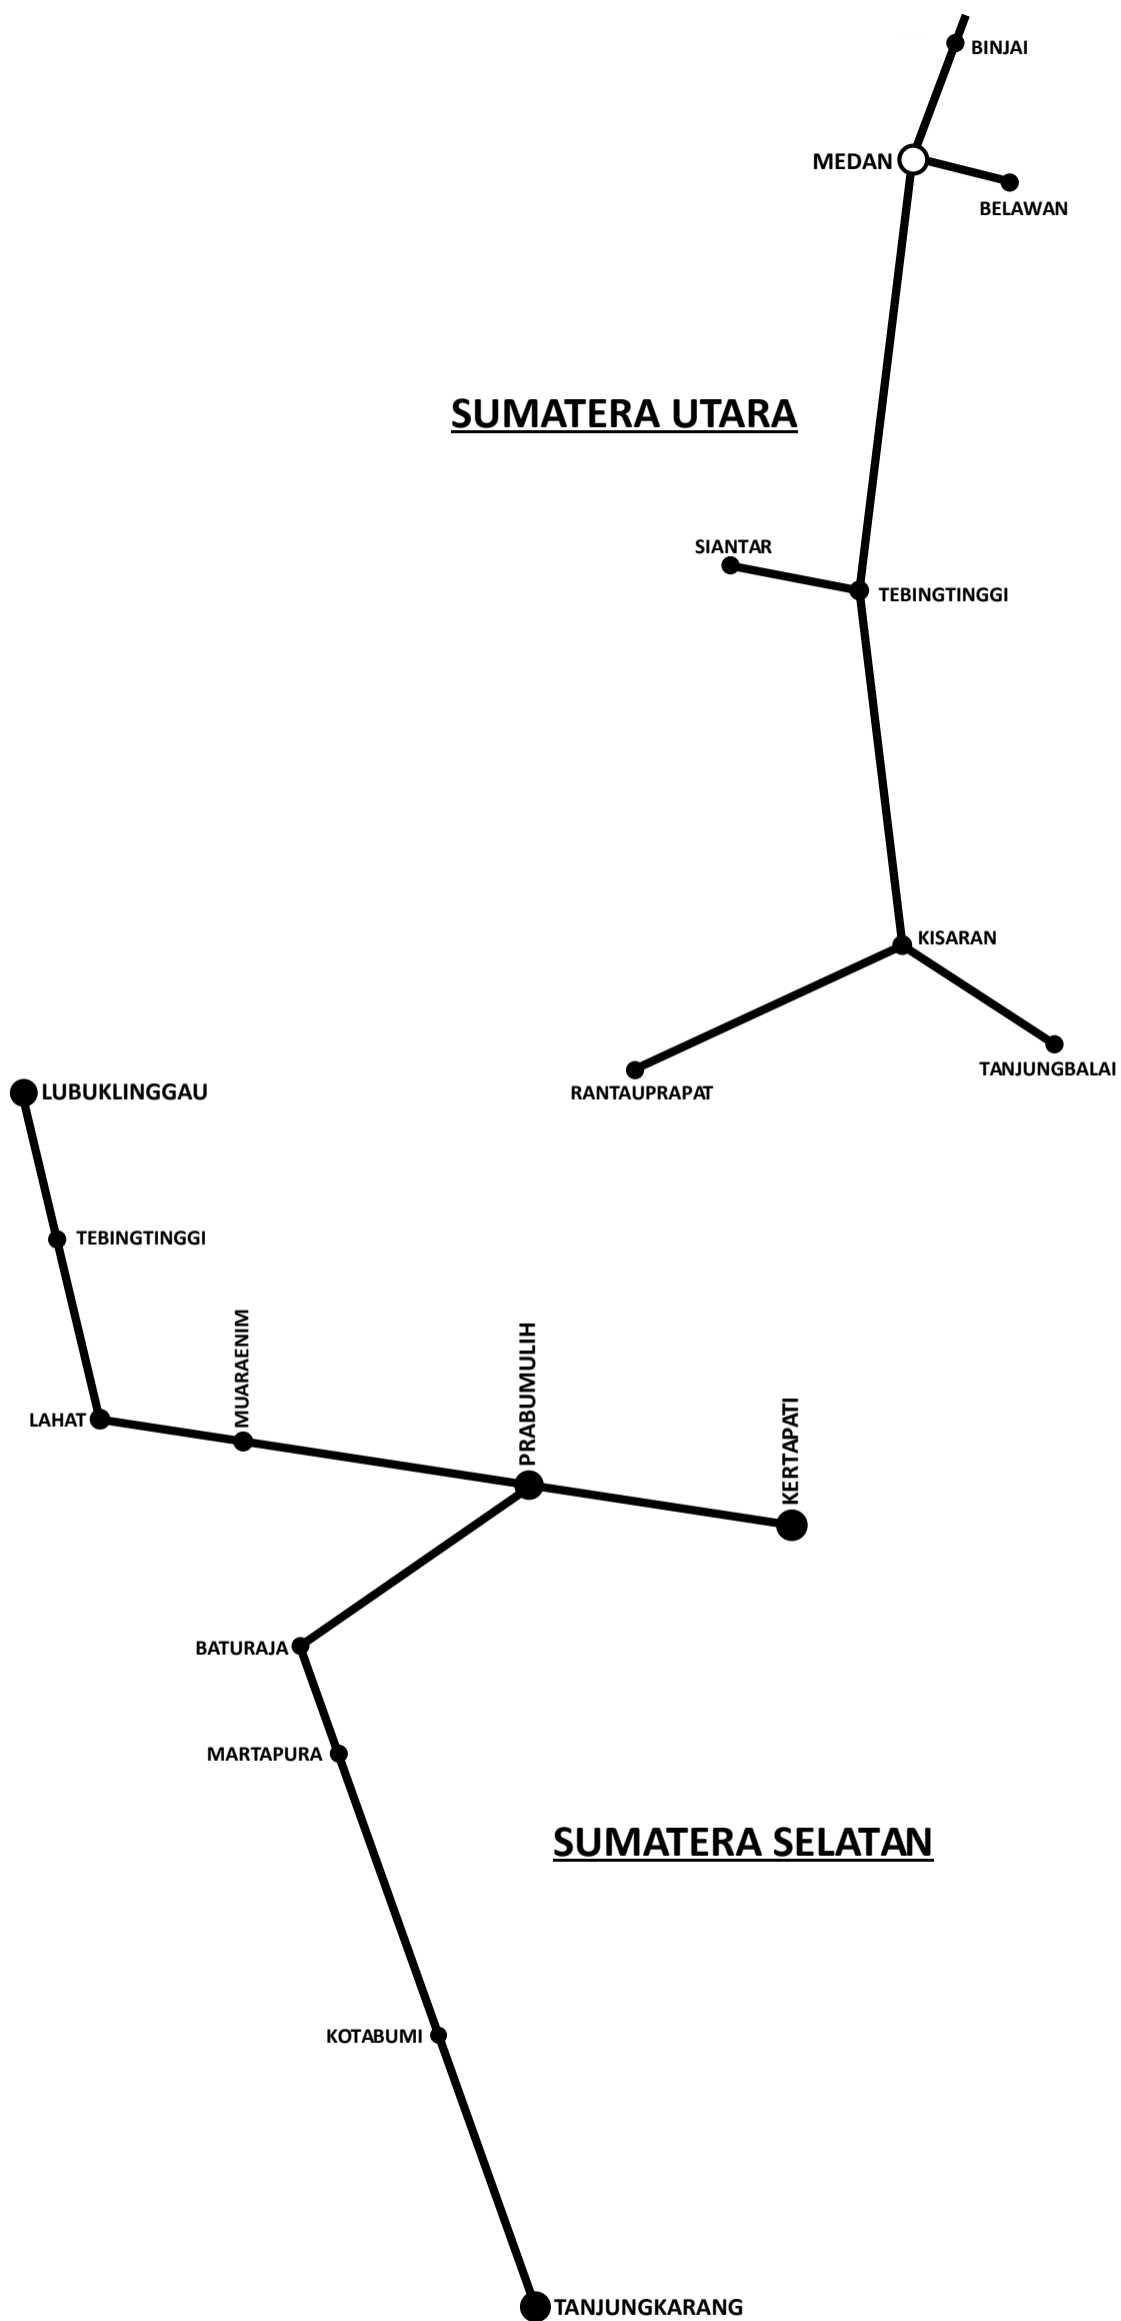 BINJAI
MEDAN
BELAWAN
SUMATERA UTARA
SIANTAR
TEBINGTINGGI
KISARAN
TANJUNGBALAI
RANTAUPRAPAT
LUBUKLINGGAU
TEBINGTINGGI
MUARAENIM
PRABUMULIH
KERTAPATI
LAHAT
BATURAJA
MARTAPURA
SUMATERA SELATAN
KOTABUMI
TANJUNGKARANG